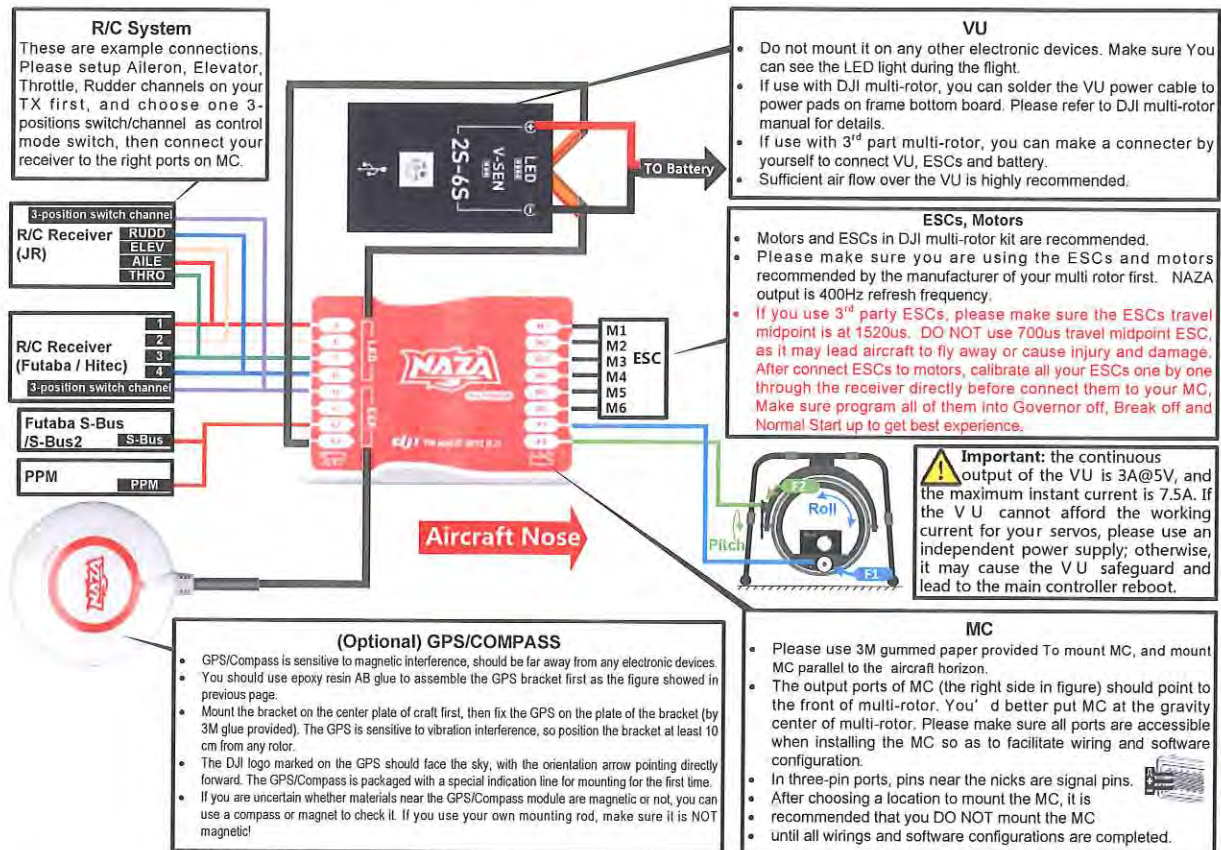 R/C System
These are example connections.
Please setup Aileron, Elevator,
Throttle, Rudder channels on your
TX first, and choose one 3-
positions switch/channel as control
mode switch, then connect your
receiver to the right ports on MC.
VU
• Do not mount it on any other electronic devices. Make sure You
can see the LED light during the flight.
• If use with DJI multi-rotor, you can solder the VU power cable to
power pads on frame bottom board. Please refer to DJI multi-rotor
manual for details.
• If use with 3rd part multi-rotor, you can make a connecter by
yourself to connect VU, ESCs and battery.
• Sufficient air flow over the VU is highly recommended.
LED
V-SEN
2S-6S
TO Battery
3-position switch channel
R/C Receiver
(JR)
RUDD
ELEV
AILE
THRO
R/C Receiver
(Futaba / Hitec)
1
2
3
4
3-position switch channel
Futaba S-Bus
/S-Bus2
S-Bus
PPM
PPM
LED
EXP
NAZA
M1
M2
M3
M4
M5
M6
ESC
ESCs, Motors
• Motors and ESCs in DJI multi-rotor kit are recommended.
• Please make sure you are using the ESCs and motors
recommended by the manufacturer of your multi rotor first. NAZA
output is 400Hz refresh frequency.
• If you use 3rd party ESCs, please make sure the ESCs travel
midpoint is at 1520us. DO NOT use 700us travel midpoint ESC,
as it may lead aircraft to fly away or cause injury and damage.
After connect ESCs to motors, calibrate all your ESCs one by one
through the receiver directly before connect them to your MC,
Make sure program all of them into Governor off, Break off and
Normal Start up to get best experience.
Aircraft Nose
F2
Roll
Pitch
F1
Important: the continuous
output of the VU is 3A@5V, and
the maximum instant current is 7.5A. If
the V U cannot afford the working
current for your servos, please use an
independent power supply; otherwise,
it may cause the V U safeguard and
lead to the main controller reboot.
NAZA
(Optional) GPS/COMPASS
• GPS/Compass is sensitive to magnetic interference, should be far away from any electronic devices.
• You should use epoxy resin AB glue to assemble the GPS bracket first as the figure showed in
previous page.
• Mount the bracket on the center plate of craft first, then fix the GPS on the plate of the bracket (by
3M glue provided). The GPS is sensitive to vibration interference, so position the bracket at least 10
cm from any rotor.
• The DJI logo marked on the GPS should face the sky, with the orientation arrow pointing directly
forward. The GPS/Compass is packaged with a special indication line for mounting for the first time.
• If you are uncertain whether materials near the GPS/Compass module are magnetic or not, you can
use a compass or magnet to check it. If you use your own mounting rod, make sure it is NOT
magnetic!
MC
• Please use 3M gummed paper provided To mount MC, and mount
MC parallel to the aircraft horizon.
• The output ports of MC (the right side in figure) should point to
the front of multi-rotor. You' d better put MC at the gravity
center of multi-rotor. Please make sure all ports are accessible
when installing the MC so as to facilitate wiring and software
configuration.
• In three-pin ports, pins near the nicks are signal pins.
• After choosing a location to mount the MC, it is
• recommended that you DO NOT mount the MC
• until all wirings and software configurations are completed.